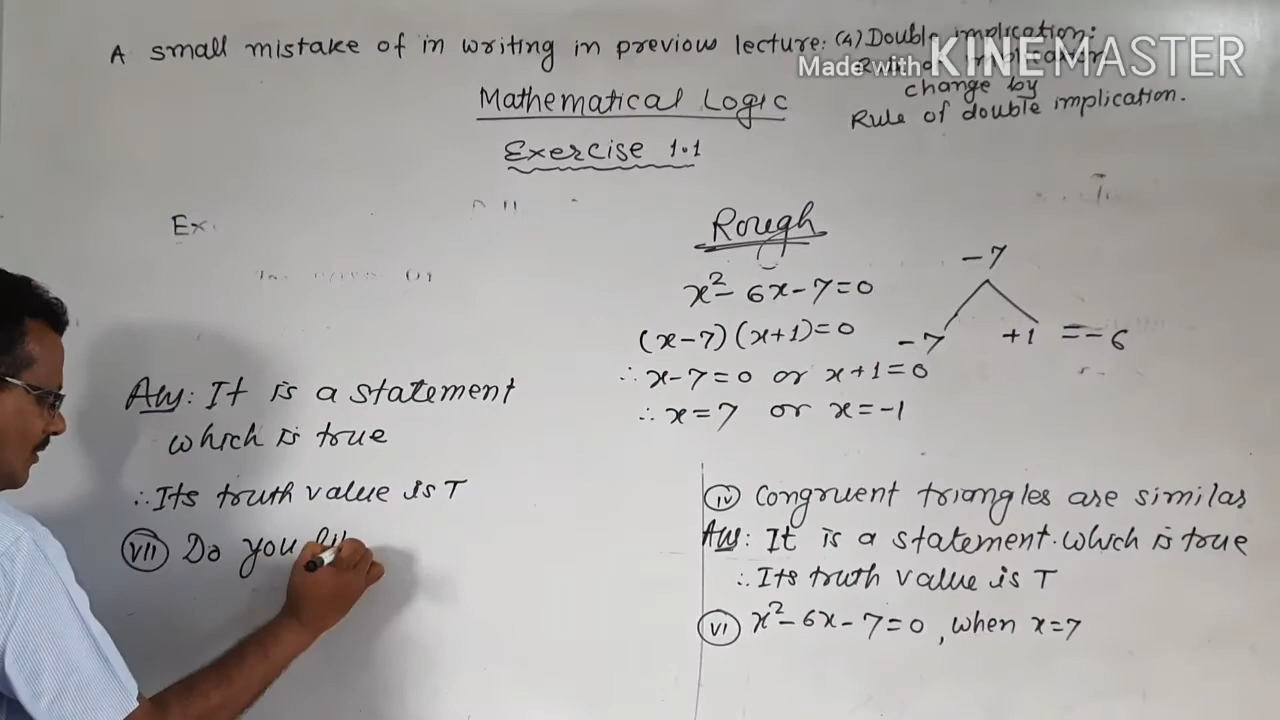 A small mistake of in writing in previous lecture: (4) Double implication:
Made with KINEMASTER
change by
Rule of double implication.
Mathematical Logic
Exercise 1.1
Ex.
Rough
x² - 6x - 7 = 0
(x-7)(x+1)=0
∴ x-7=0 or x+1=0
∴ x=7 or x=-1
-7
-7 +1 = -6
Ans: It is a statement
which is true
∴ Its truth value is T
(VII) Do you
(IV) Congruent triangles are similar
Ans: It is a statement. which is true
∴ Its truth value is T
(VI) x² - 6x - 7 = 0, when x=7